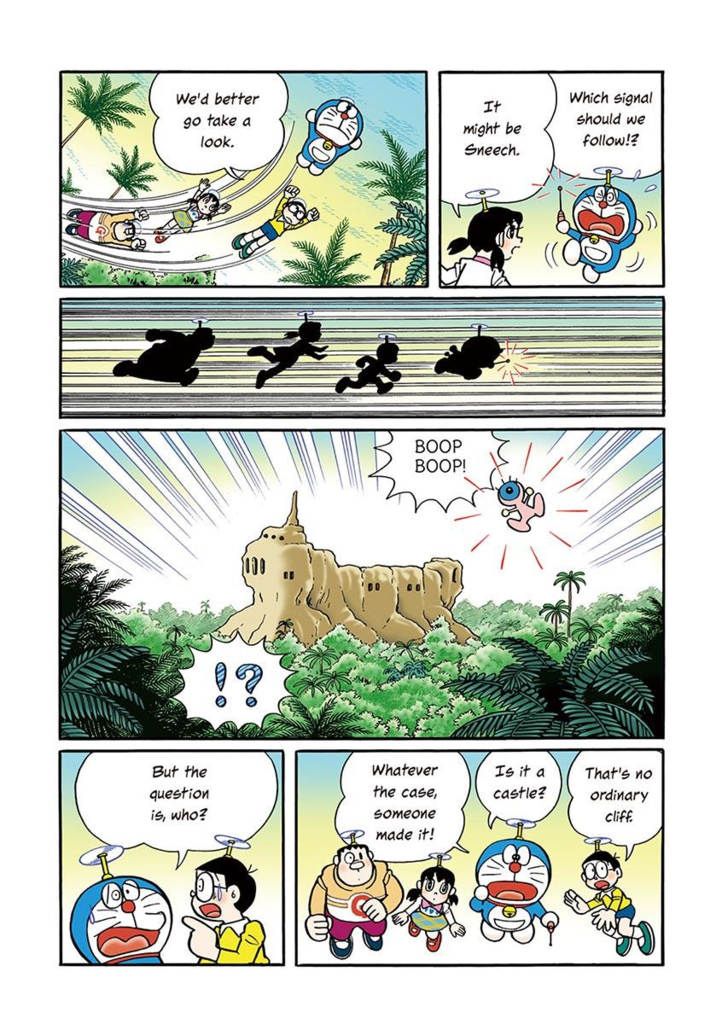 Which signal
should we
follow!?
It
might be
Sneech.
We'd better
go take a
look.
BOOP
BOOP!
!?
That's no
ordinary
cliff.
Is it a
castle?
Whatever
the case,
someone
made it!
But the
question
is, who?